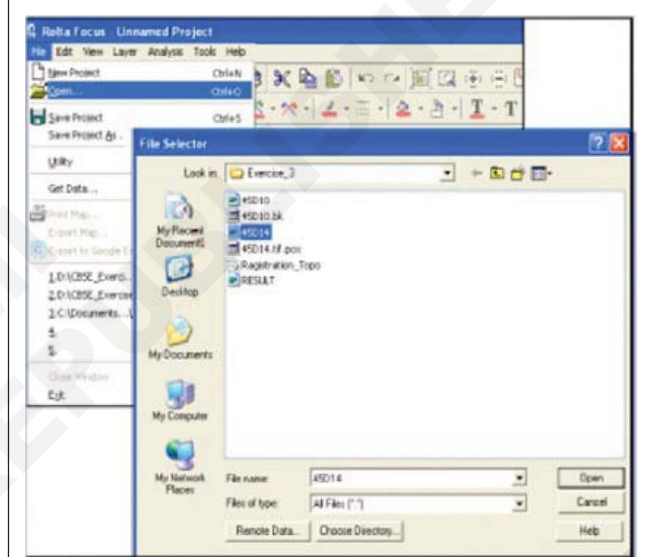 Rolta Focus - Unnamed Project
File Edit View Layer Analysis Tools Help
New Project Ctrl+N
Open... Ctrl+O
Save Project Ctrl+S
Save Project As .
Utility
Get Data...
Print Map...
Export Map...
Export to Google E
1 D:\CBSE_Exerci...
2 D:\CBSE_Exercise
3 C:\Documents...\
4
5
Close Window
Exit
File Selector
Look in: Exercise_3
My Recent Documents
Desktop
My Documents
My Computer
My Network Places
45D10
45D10.bk
45D14
45D14.tif.pox
Registration_Topo
RESULT
File name: 45D14 Open
Files of type: All Files (*.*) Cancel
Remote Data... Choose Directory... Help